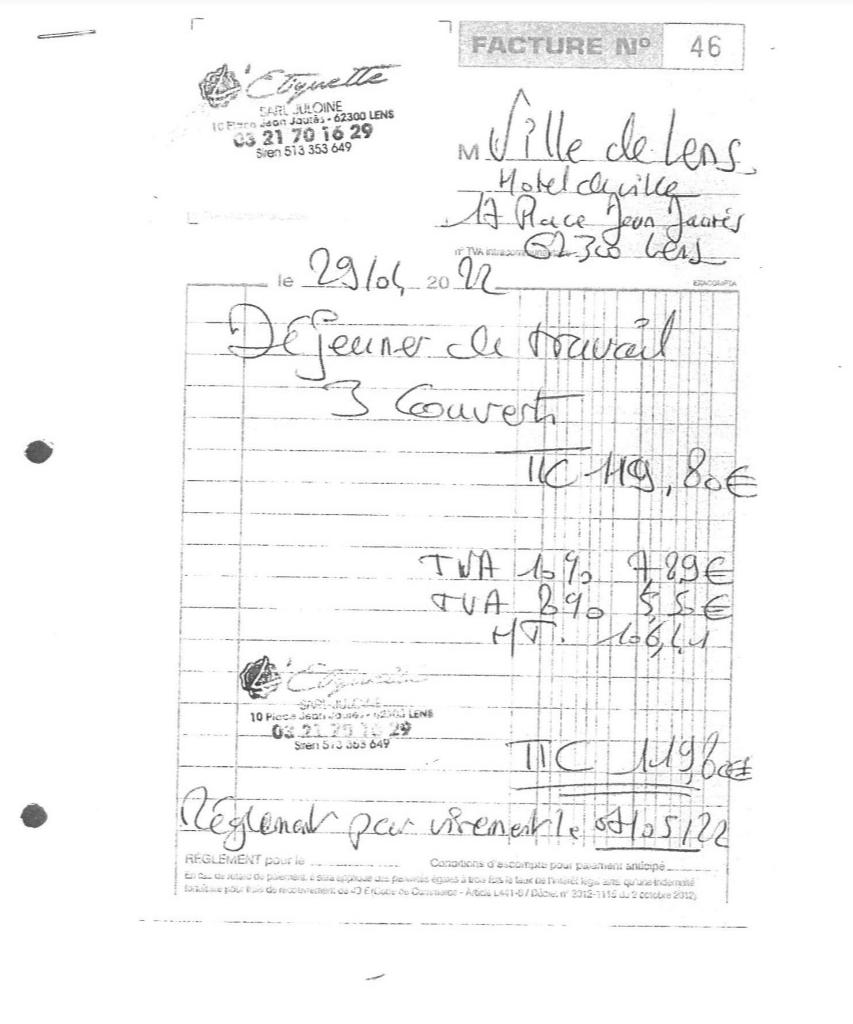 FACTURE N° 46
L'Etiquette
SARL JULOINE
10 Place Jean Jaurès - 62300 LENS
03 21 70 16 29
Siren 513 353 649
M Ville de Lens
Hotel de ville
17 Place Jean Jaurès
n° TVA intracommunautaire
62300 Lens
le 29/04 2022
EXACOMPTA
Déjeuner de travail
3 Couverts
TTC 119,80€
TVA 10% 7,89€
TVA 20% 5,50€
HT. 106,41
L'Etiquette
SARL JULOINE
10 Place Jean Jaurès - 62300 LENS
03 21 70 16 29
Siren 513 353 649
TTC 119,80€
Réglement par virement le /05/22
RÉGLEMENT pour le
Conditions d'escompte pour paiement anticipé
En cas de retard de paiement, il sera appliqué des pénalités égales à trois fois le taux de l'intérêt légal ainsi qu'une indemnité
forfaitaire pour frais de recouvrement de 40 € (Code de Commerce - Article L441-6 / Décret n° 2012-1115 du 2 octobre 2012)